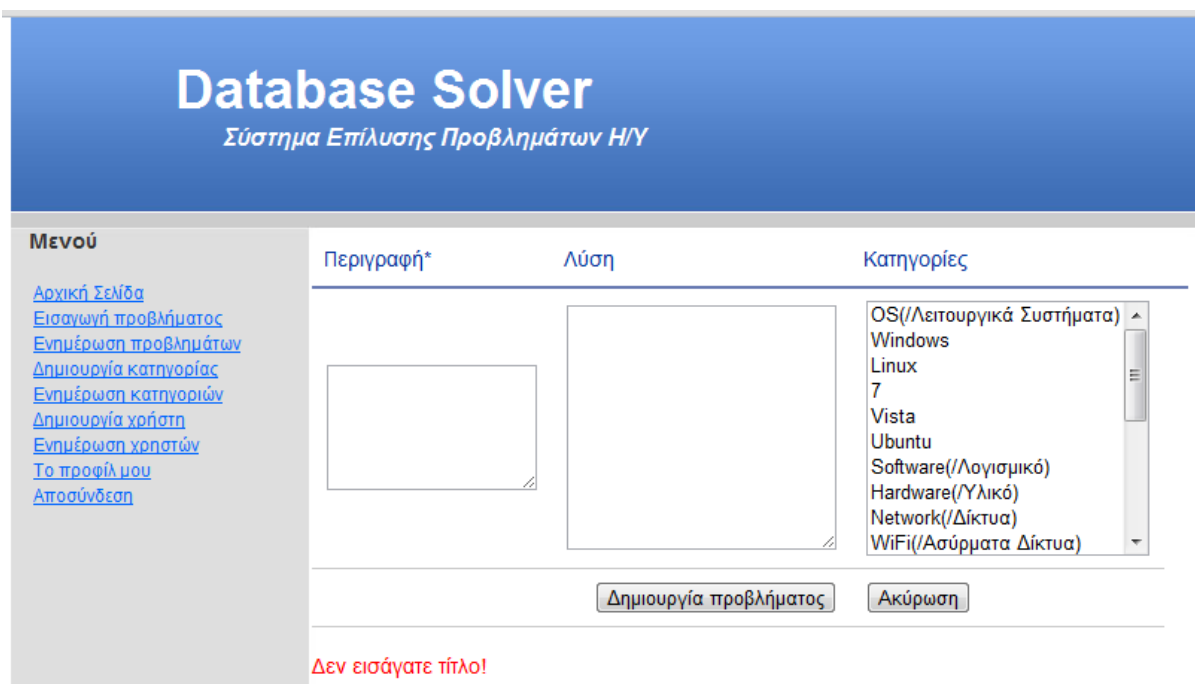 Database Solver
Σύστημα Επίλυσης Προβλημάτων Η/Υ
Μενού
Αρχική Σελίδα
Εισαγωγή προβλήματος
Ενημέρωση προβλημάτων
Δημιουργία κατηγορίας
Ενημέρωση κατηγοριών
Δημιουργία χρήστη
Ενημέρωση χρηστών
Το προφίλ μου
Αποσύνδεση
Περιγραφή* Λύση Κατηγορίες
OS(/Λειτουργικά Συστήματα)
Windows
Linux
7
Vista
Ubuntu
Software(/Λογισμικό)
Hardware(/Υλικό)
Network(/Δίκτυα)
WiFi(/Ασύρματα Δίκτυα)
Δημιουργία προβλήματος Ακύρωση
Δεν εισάγατε τίτλο!